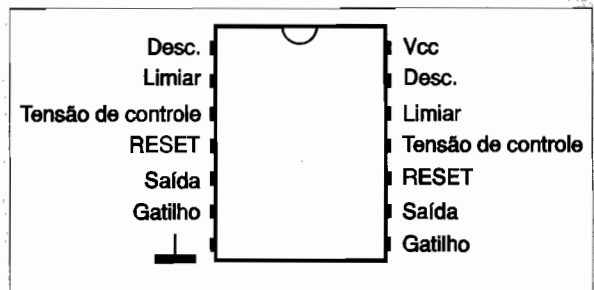 Desc.
Limiar
Tensão de controle
RESET
Saída
Gatilho
Vcc
Desc.
Limiar
Tensão de controle
RESET
Saída
Gatilho